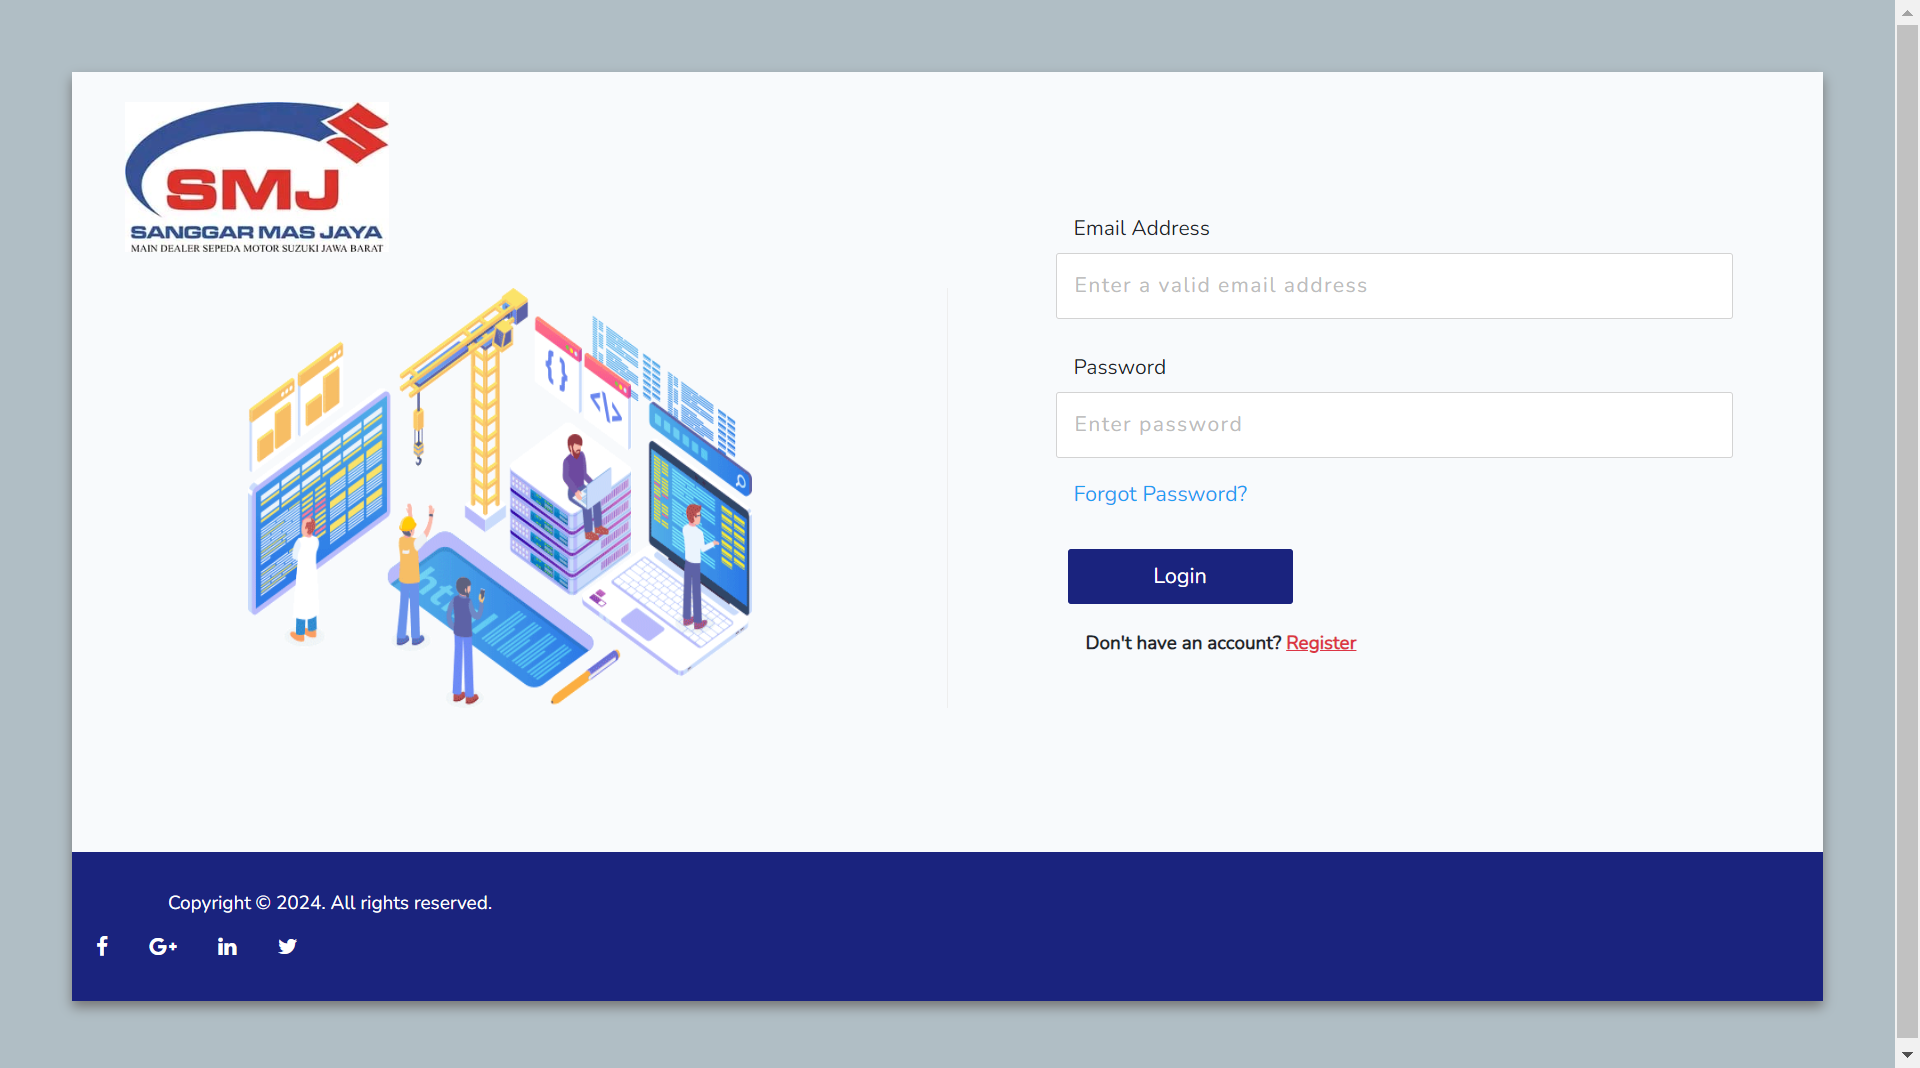 SMJ
SANGGAR MAS JAYA
MAIN DEALER SEPEDA MOTOR SUZUKI JAWA BARAT
{ }
</>
html
Email Address
Enter a valid email address
Password
Enter password
Forgot Password?
Login
Don't have an account? Register
Copyright © 2024. All rights reserved.